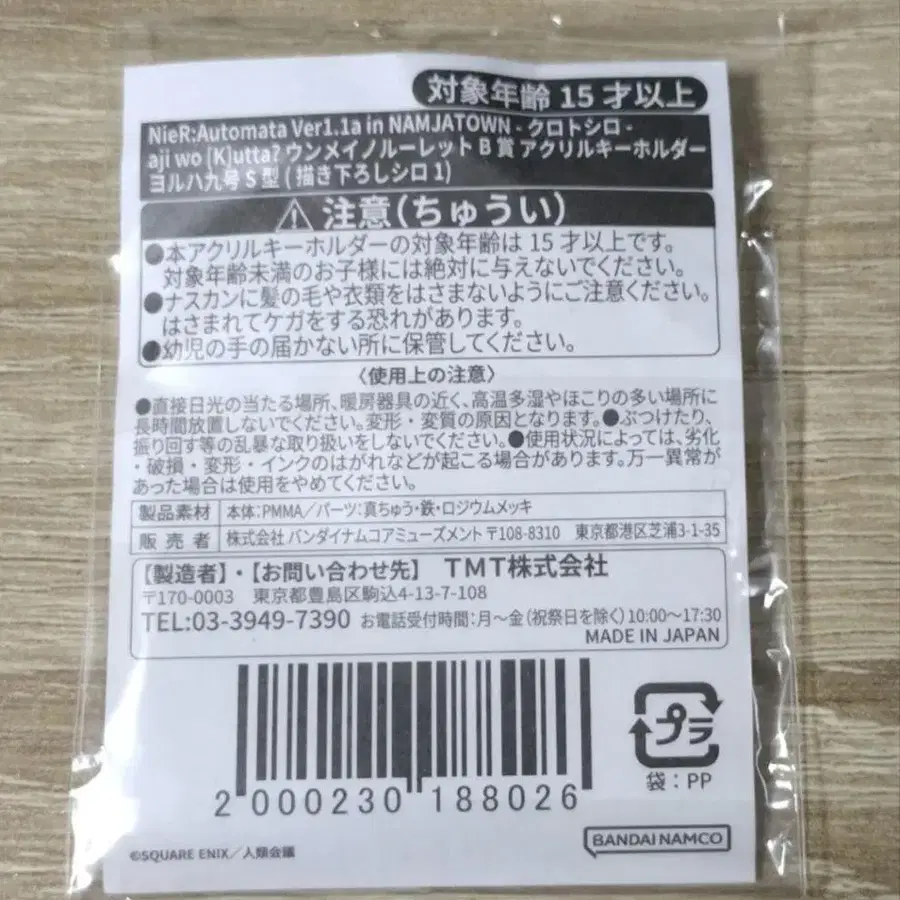 対象年齢 15 才以上
NieR:Automata Ver1.1a in NAMJATOWN - クロトシロ -
aji wo [K]utta? ウンメイノルーレット B 賞 アクリルキーホルダー
ヨルハ九号 S 型 ( 描き下ろしシロ 1)
注意(ちゅうい)
●本アクリルキーホルダーの対象年齢は 15 才以上です。
対象年齢未満のお子様には絶対に与えないでください。
●ナスカンに髪の毛や衣類をはさまないようにご注意ください。
はさまれてケガをする恐れがあります。
●幼児の手の届かない所に保管してください。
〈使用上の注意〉
●直接日光の当たる場所、暖房器具の近く、高温多湿やほこりの多い場所に
長時間放置しないでください。変形・変質の原因となります。●ぶつけたり、
振り回す等の乱暴な取り扱いをしないでください。●使用状況によっては、劣化
・破損・変形・インクのはがれなどが起こる場合があります。万一異常が
あった場合は使用をやめてください。
製品素材 本体:PMMA/パーツ:真ちゅう・鉄・ロジウムメッキ
販売者 株式会社 バンダイナムコアミューズメント 〒108-8310 東京都港区芝浦3-1-35
【製造者】・【お問い合わせ先】 TMT株式会社
〒170-0003 東京都豊島区駒込4-13-7-108
TEL:03-3949-7390 お電話受付時間:月〜金(祝祭日を除く)10:00〜17:30
MADE IN JAPAN
プラ
袋:PP
2 000230 188026
©SQUARE ENIX/人類会議
BANDAI NAMCO